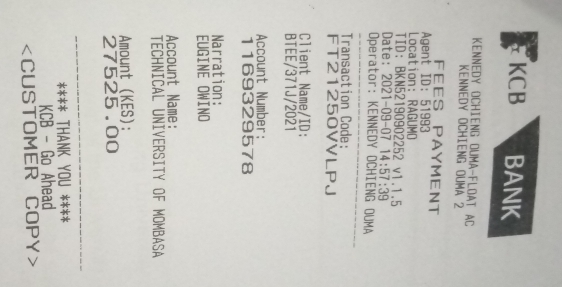 KCB BANK
KENNEDY OCHIENG OUMA-FLOAT AC
KENNEDY OCHIENG OUMA 2
FEES PAYMENT
Agent ID: 51993
Location: RAGUMO
TID: BKN52190902252 v1.1.5
Date: 2021-09-07 14:57:39
Operator: KENNEDY OCHIENG OUMA
Transaction Code:
FT21250VVLPJ
Client Name/ID:
BTEE/371J/2021
Account Number:
1169329578
Narration:
EUGINE OWINO
Account Name:
TECHNICAL UNIVERSITY OF MOMBASA
Amount (KES):
27525.00
**** THANK YOU ****
KCB - Go Ahead
<CUSTOMER COPY>